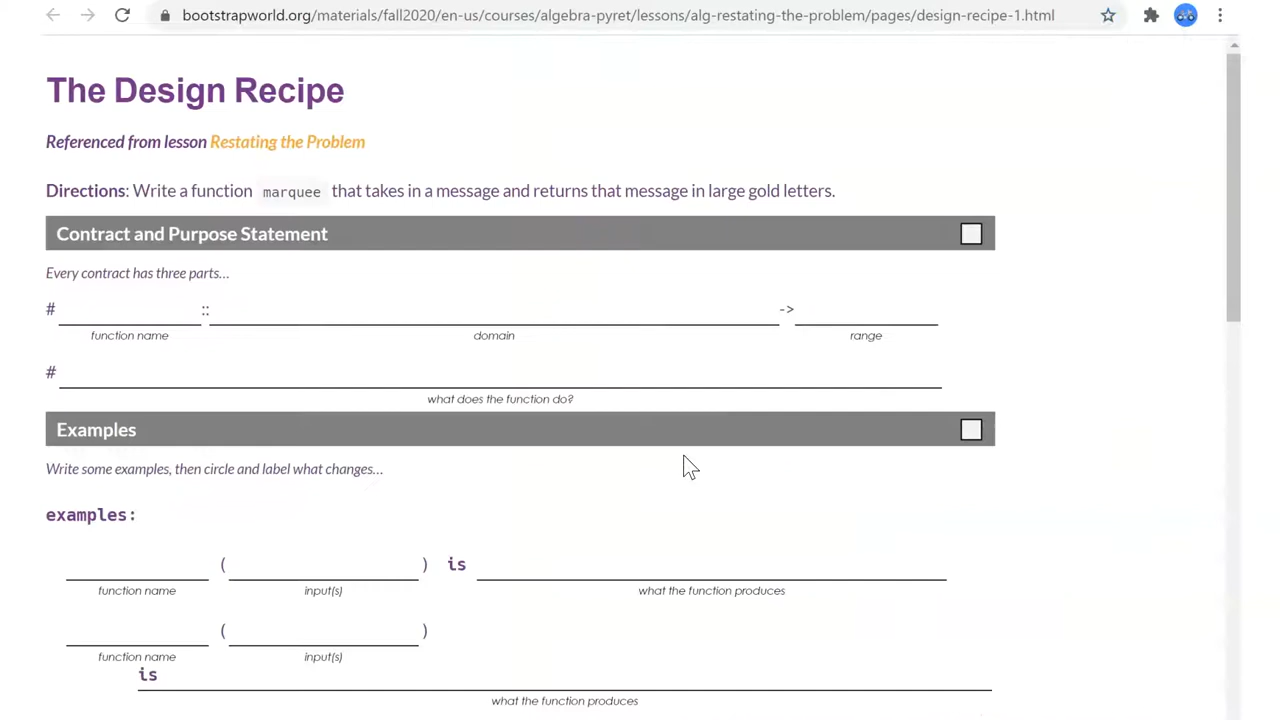 bootstrapworld.org/materials/fall2020/en-us/courses/algebra-pyret/lessons/alg-restating-the-problem/pages/design-recipe-1.html
The Design Recipe
Referenced from lesson Restating the Problem
Directions: Write a function marquee that takes in a message and returns that message in large gold letters.
Contract and Purpose Statement
Every contract has three parts...
# :: ->
function name domain range
#
what does the function do?
Examples
Write some examples, then circle and label what changes...
examples:
( ) is
function name input(s) what the function produces
( )
function name input(s)
is
what the function produces